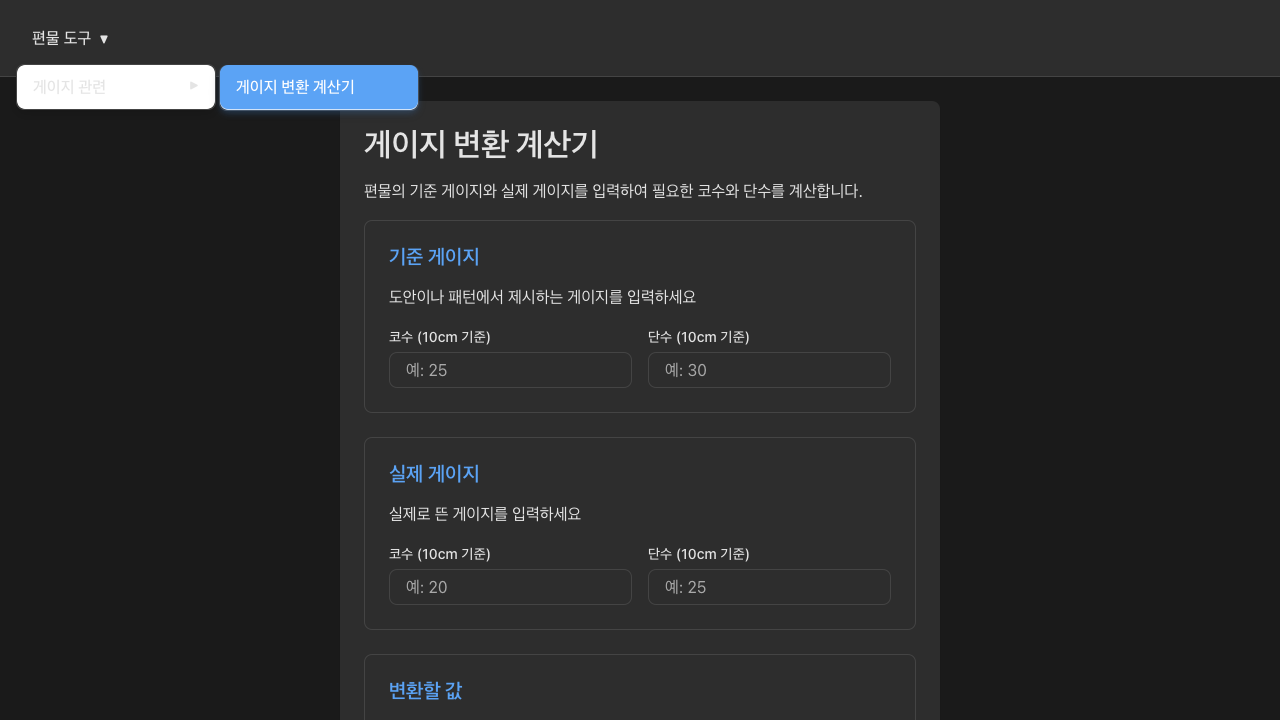 편물 도구 ▼
게이지 관련 ▶
게이지 변환 계산기
게이지 변환 계산기
편물의 기준 게이지와 실제 게이지를 입력하여 필요한 코수와 단수를 계산합니다.
기준 게이지
도안이나 패턴에서 제시하는 게이지를 입력하세요
코수 (10cm 기준)
단수 (10cm 기준)
예: 25
예: 30
실제 게이지
실제로 뜬 게이지를 입력하세요
코수 (10cm 기준)
단수 (10cm 기준)
예: 20
예: 25
변환할 값